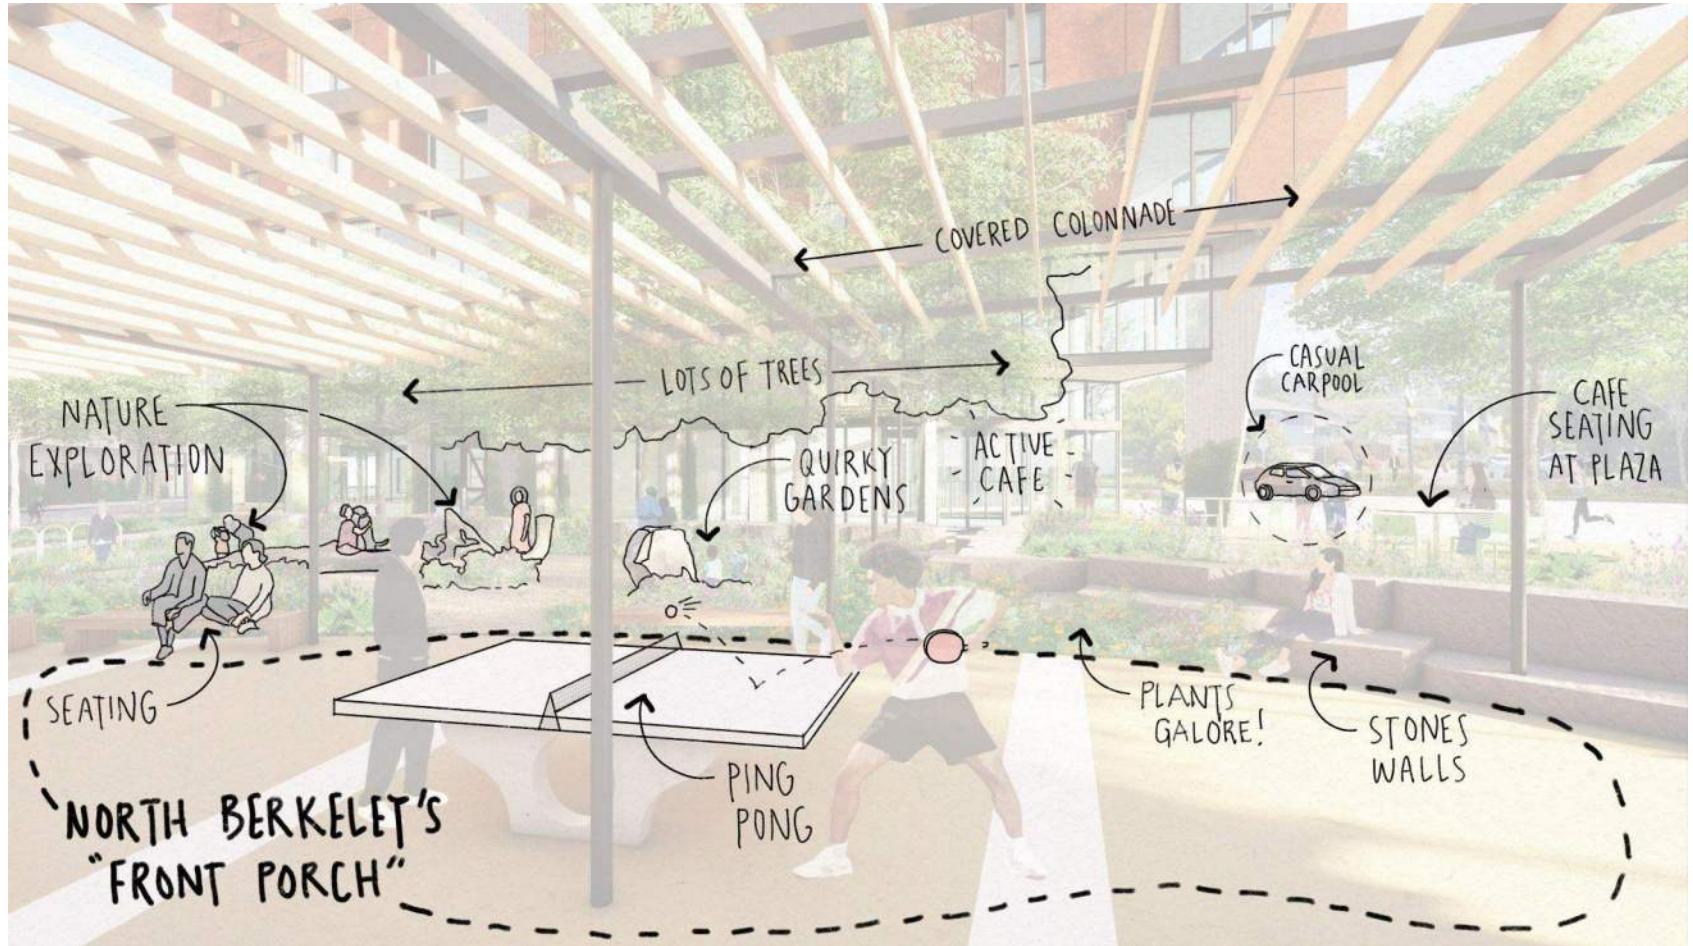 COVERED COLONNADE
LOTS OF TREES
CASUAL
CARPOOL
NATURE
EXPLORATION
QUIRKY
GARDENS
ACTIVE
CAFE
CAFE
SEATING
AT PLAZA
SEATING
PLANTS
GALORE!
STONES
WALLS
PING
PONG
NORTH BERKELET'S
"FRONT PORCH"